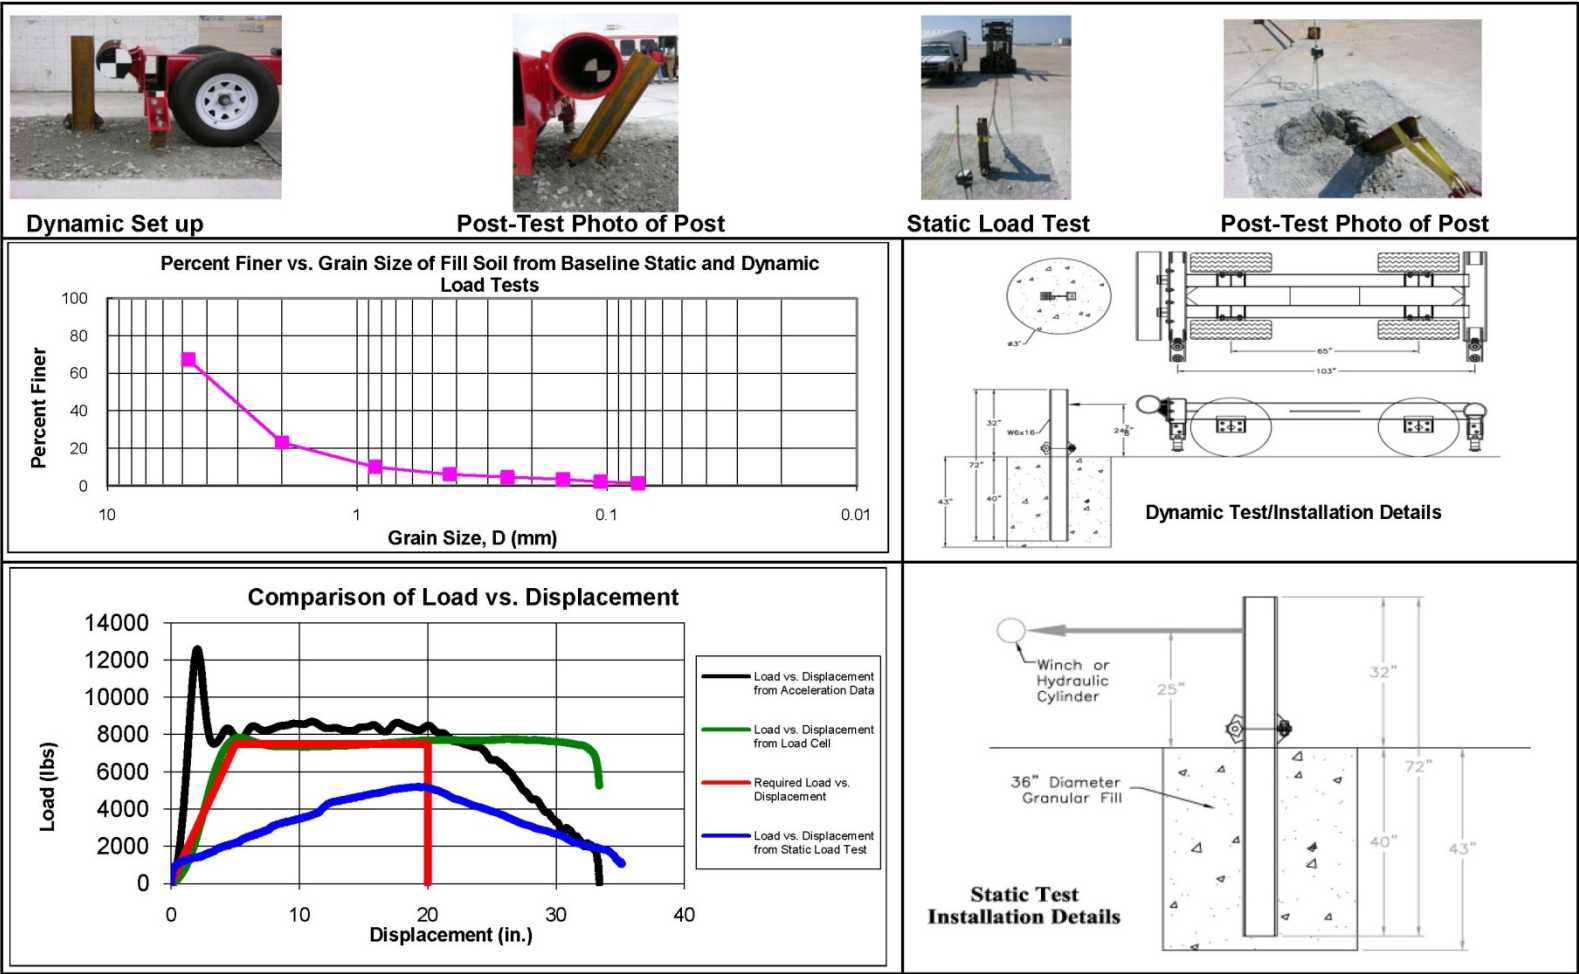 Dynamic Set up
Post-Test Photo of Post
Static Load Test
Post-Test Photo of Post
Percent Finer vs. Grain Size of Fill Soil from Baseline Static and Dynamic
Load Tests
Percent Finer
100
80
60
40
20
0
10
1
0.1
0.01
Grain Size, D (mm)
ø3'
65"
103"
32"
W6x16
24 7/8"
72"
43"
40"
Dynamic Test/Installation Details
Comparison of Load vs. Displacement
Load (lbs)
14000
12000
10000
8000
6000
4000
2000
0
0
10
20
30
40
Displacement (in.)
Load vs. Displacement
from Acceleration Data
Load vs. Displacement
from Load Cell
Required Load vs.
Displacement
Load vs. Displacement
from Static Load Test
Winch or
Hydraulic
Cylinder
25"
32"
72"
36" Diameter
Granular Fill
40"
43"
Static Test
Installation Details